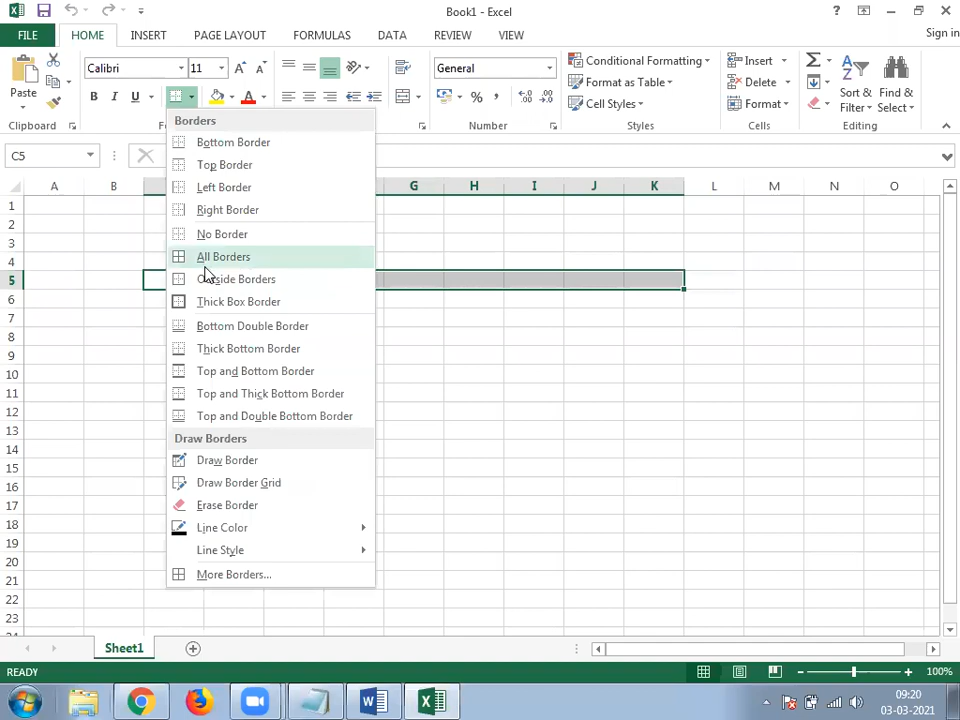 Book1 - Excel
?
Sign in
FILE
HOME
INSERT
PAGE LAYOUT
FORMULAS
DATA
REVIEW
VIEW
Calibri
11
General
Conditional Formatting
Insert
Paste
Format as Table
Delete
Sort &
Filter
Find &
Select
B I U
A
%
Cell Styles
Format
Clipboard
Number
Styles
Cells
Editing
C5
A B G H I J K L M N O
1
2
3
4
5
6
7
8
9
10
11
12
13
14
15
16
17
18
19
20
21
22
23
Borders
Bottom Border
Top Border
Left Border
Right Border
No Border
All Borders
Outside Borders
Thick Box Border
Bottom Double Border
Thick Bottom Border
Top and Bottom Border
Top and Thick Bottom Border
Top and Double Bottom Border
Draw Borders
Draw Border
Draw Border Grid
Erase Border
Line Color
Line Style
More Borders...
Sheet1
READY
100%
09:20
03-03-2021